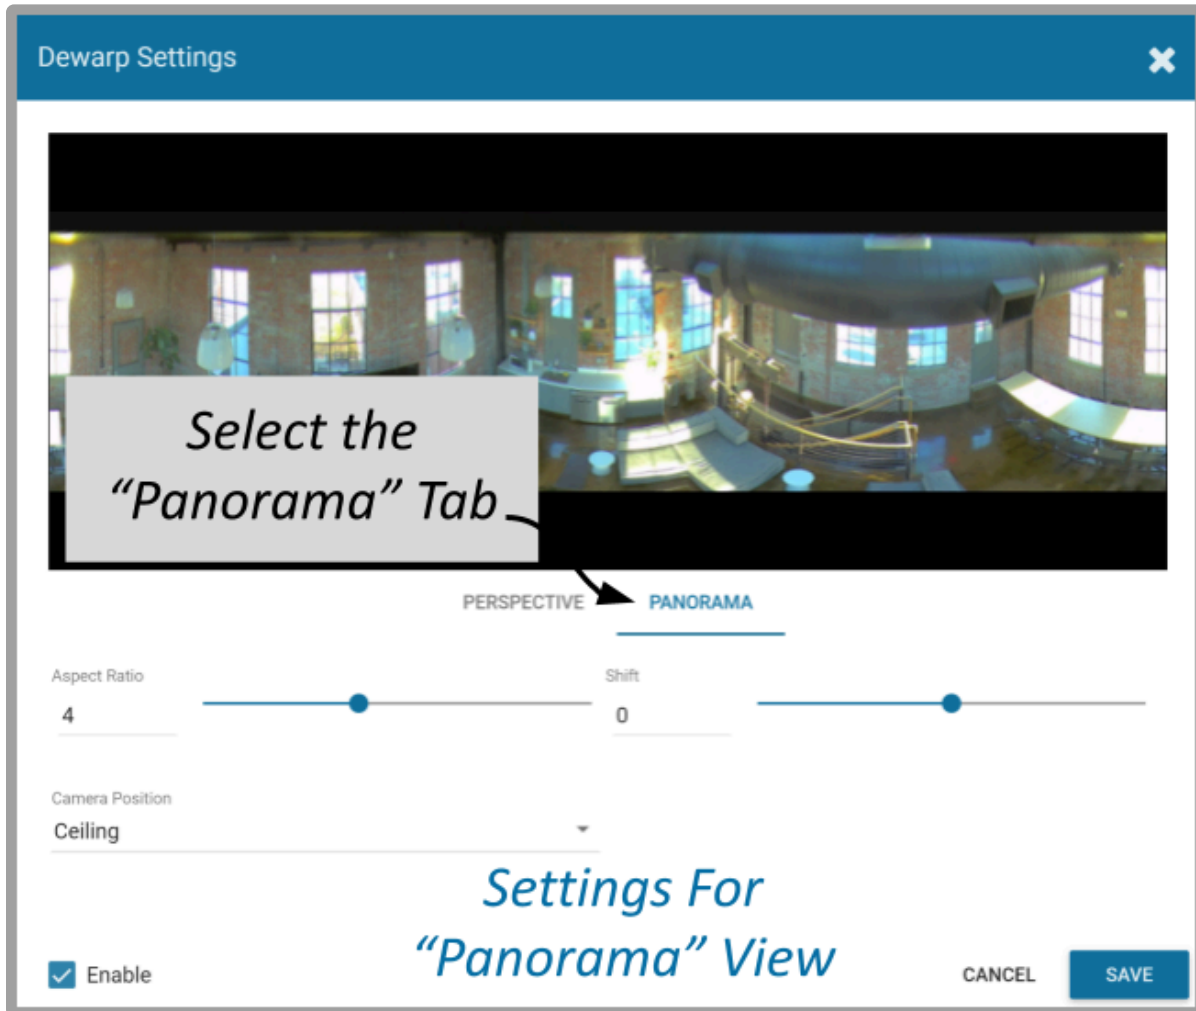 Dewarp Settings
Select the
“Panorama” Tab
PERSPECTIVE
PANORAMA
Aspect Ratio
4
Shift
0
Camera Position
Ceiling
Settings For
“Panorama” View
Enable
CANCEL
SAVE